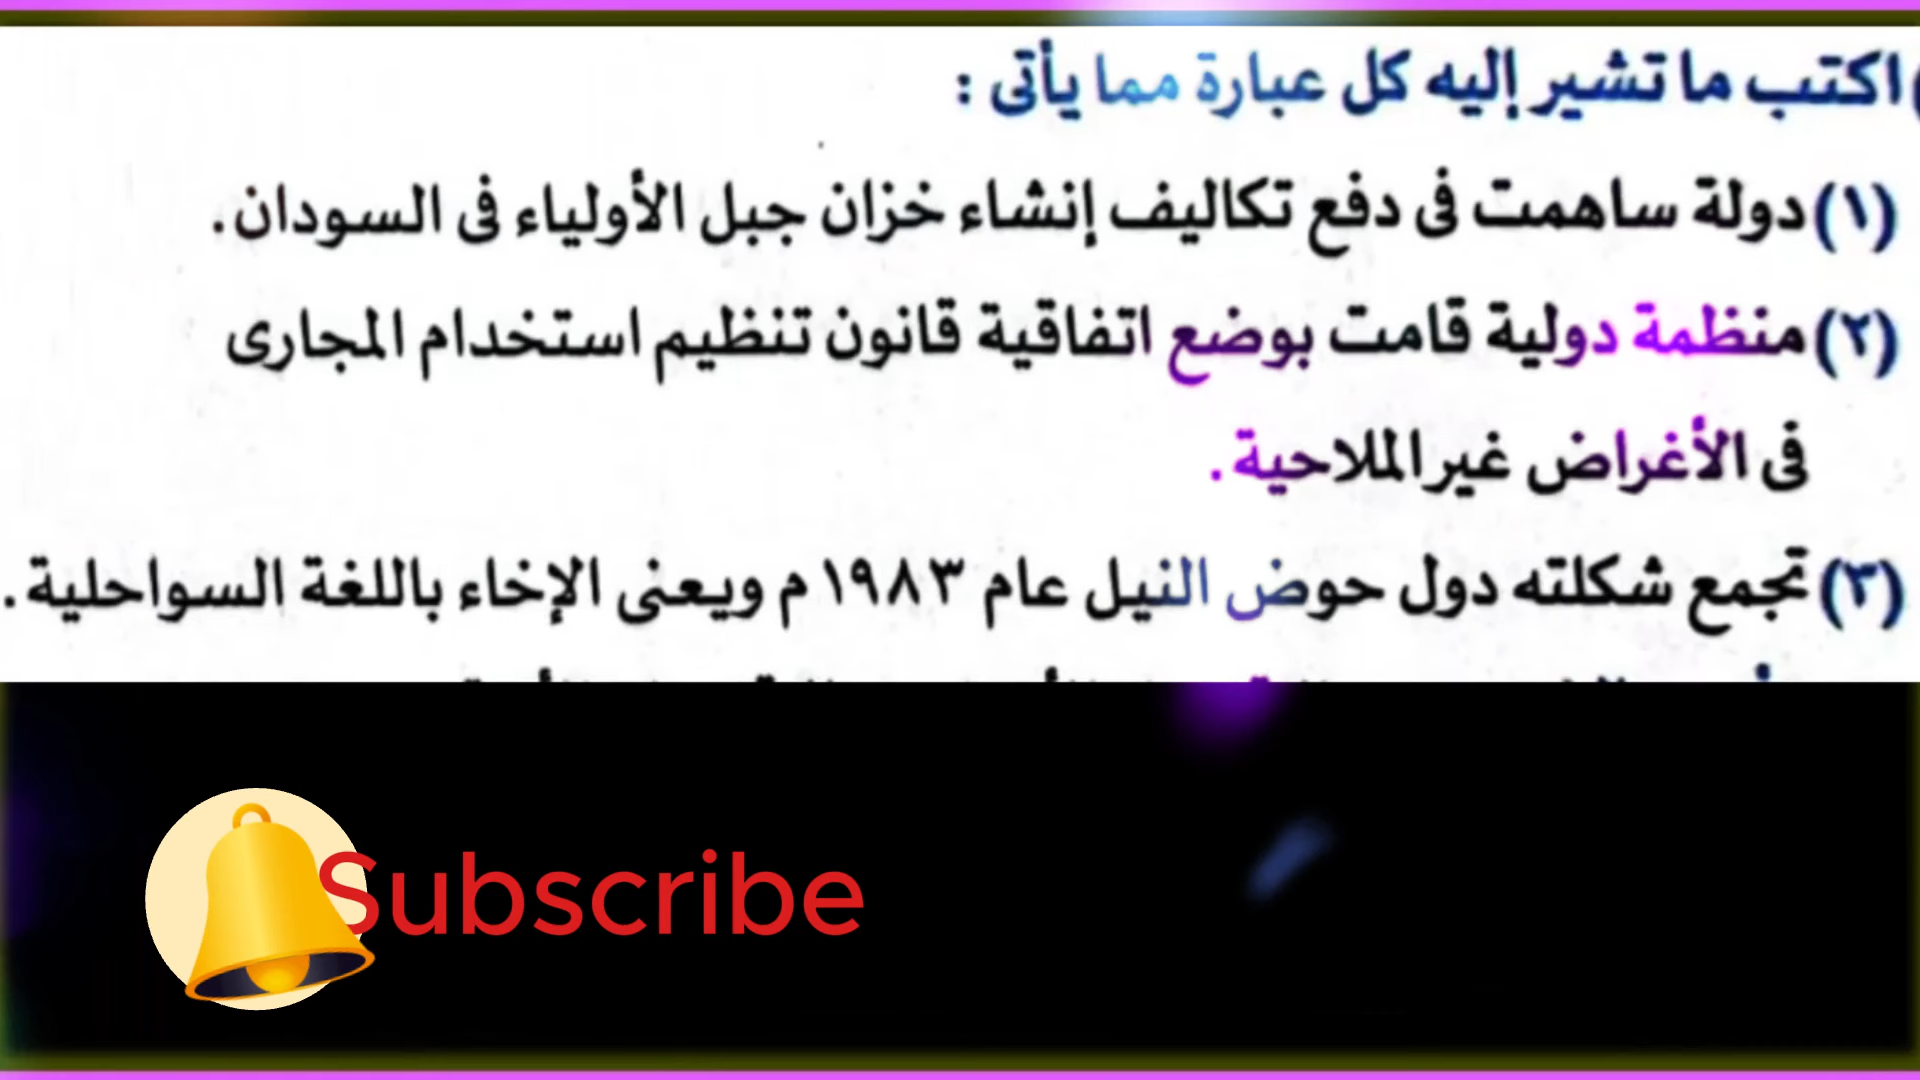 اكتب ما تشير إليه كل عبارة مما يأتى :
(١) دولة ساهمت فى دفع تكاليف إنشاء خزان جبل الأولياء فى السودان.
(٢) منظمة دولية قامت بوضع اتفاقية قانون تنظيم استخدام المجارى
فى الأغراض غير الملاحية.
(٣) تجمع شكلته دول حوض النيل عام ١٩٨٣ م ويعنى الإخاء باللغة السواحلية.
Subscribe